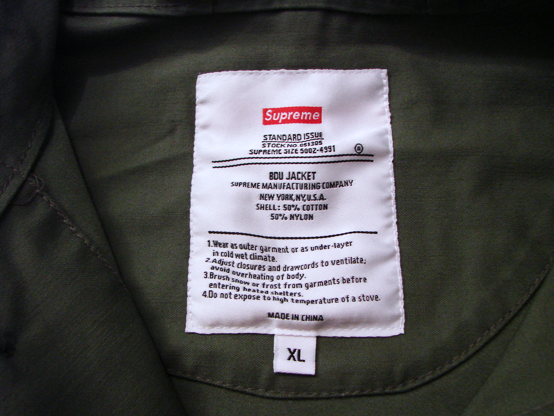 Supreme
STANDARD ISSUE
STOCK NO. 051205
SUPREME SIZE 5002-4991 ®
BDU JACKET
SUPREME MANUFACTURING COMPANY
NEW YORK, N.Y, U.S.A.
SHELL: 50% COTTON
50% NYLON
1.Wear as outer garment or as under-layer
in cold wet climate.
2.Adjust closures and drawcords to ventilate;
avoid overheating of body.
3.Brush snow or frost from garments before
entering heated shelters.
4.Do not expose to high temperature of a stove.
MADE IN CHINA
XL